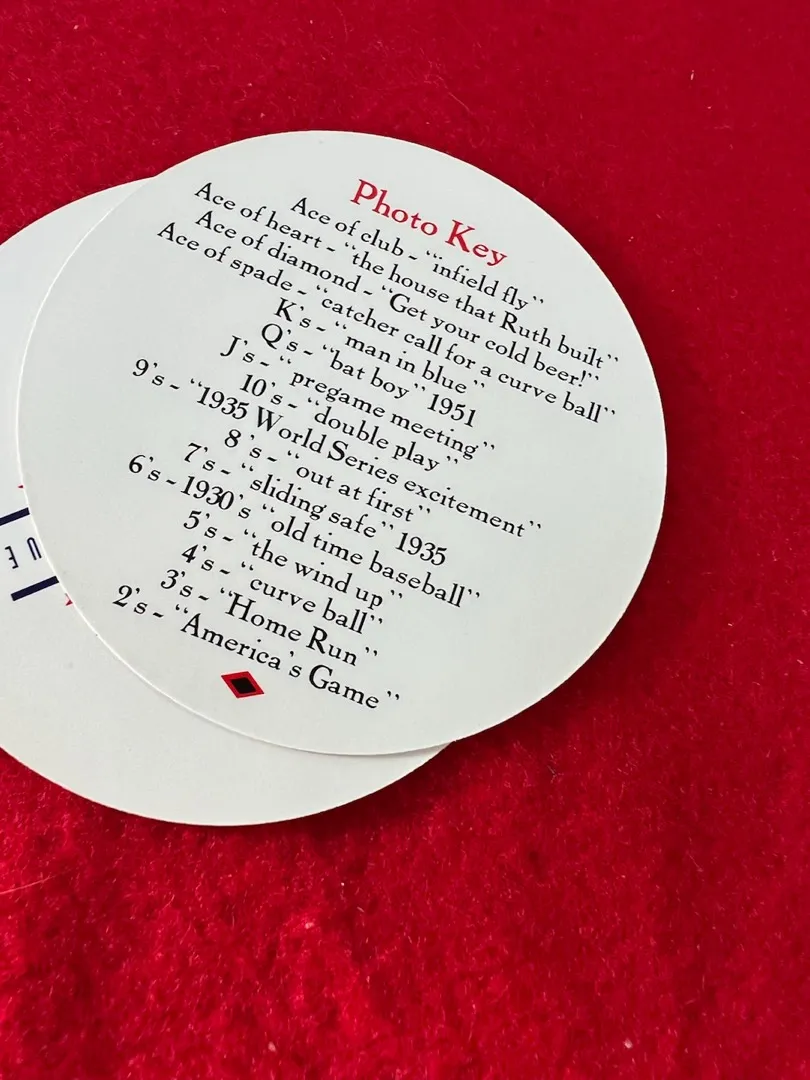 Photo Key
Ace of club - "'infield fly"
Ace of heart - "the house that Ruth built"
Ace of diamond - "Get your cold beer!"
Ace of spade - "catcher call for a curve ball"
K's - "man in blue"
Q's - "bat boy" 1951
J's - "pregame meeting"
10's - "double play"
9's - "1935 World Series excitement"
8's - "out at first"
7's - "sliding safe" 1935
6's - 1930's "old time baseball"
5's - "the wind up"
4's - "curve ball"
3's - "Home Run"
2's - "America's Game"